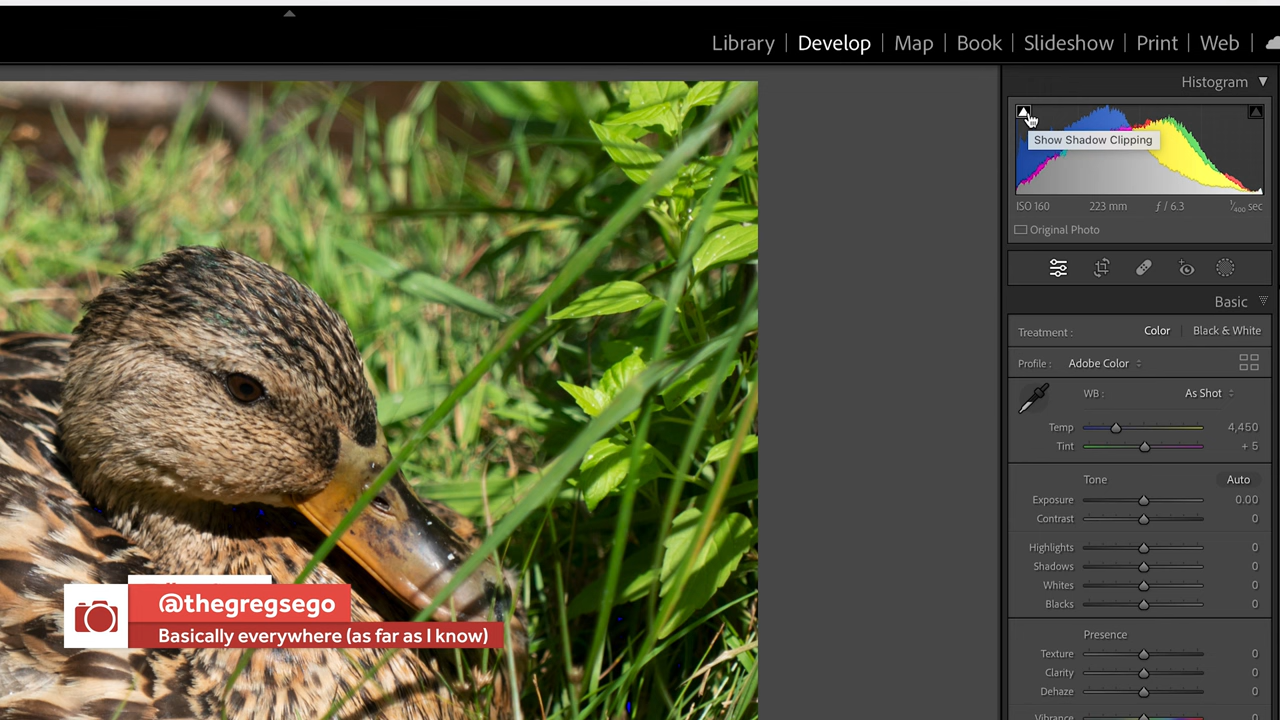 Library | Develop | Map | Book | Slideshow | Print | Web |
Histogram
Show Shadow Clipping
ISO 160 223 mm ƒ / 6.3 1/400 sec
Original Photo
Basic
Treatment : Color Black & White
Profile : Adobe Color
WB : As Shot
Temp 4,450
Tint + 5
Tone Auto
Exposure 0.00
Contrast 0
Highlights 0
Shadows 0
Whites 0
Blacks 0
Presence
Texture 0
Clarity 0
Dehaze 0
Vibrance 0
@thegregsego
Basically everywhere (as far as I know)